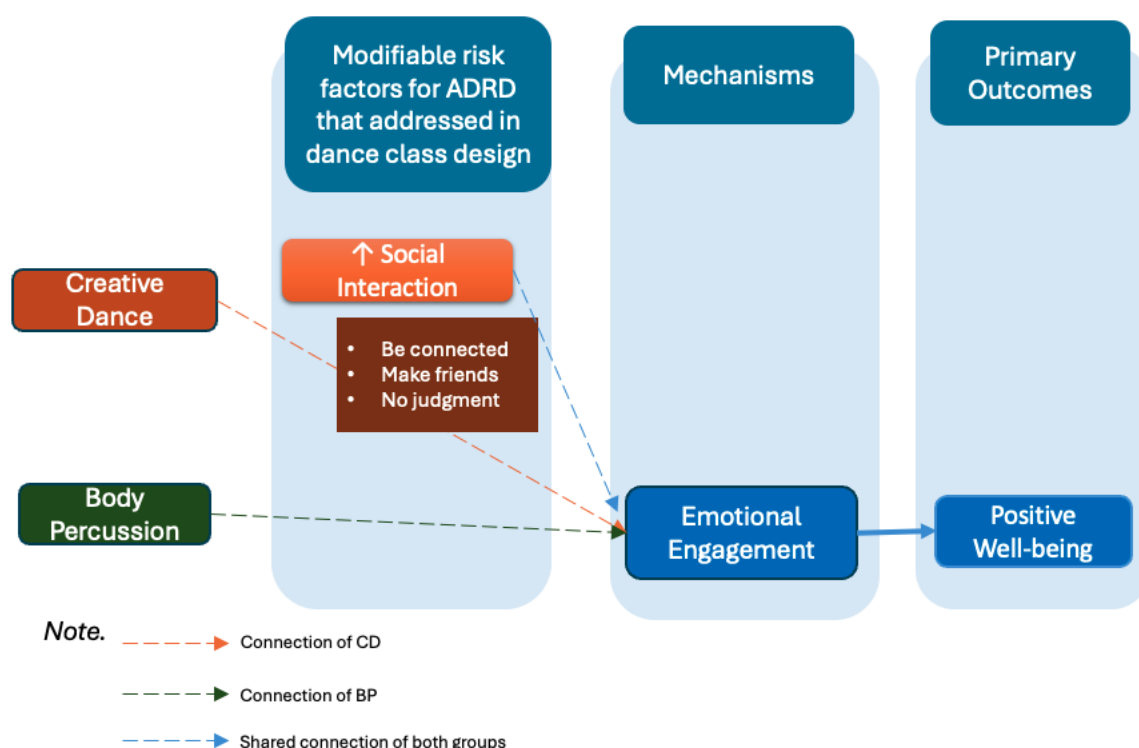 Modifiable risk
factors for ADRD
that addressed in
dance class design
Mechanisms
Primary
Outcomes
↑ Social
Interaction
Creative
Dance
• Be connected
• Make friends
• No judgment
Body
Percussion
Emotional
Engagement
Positive
Well-being
Note.
Connection of CD
Connection of BP
Shared connection of both groups